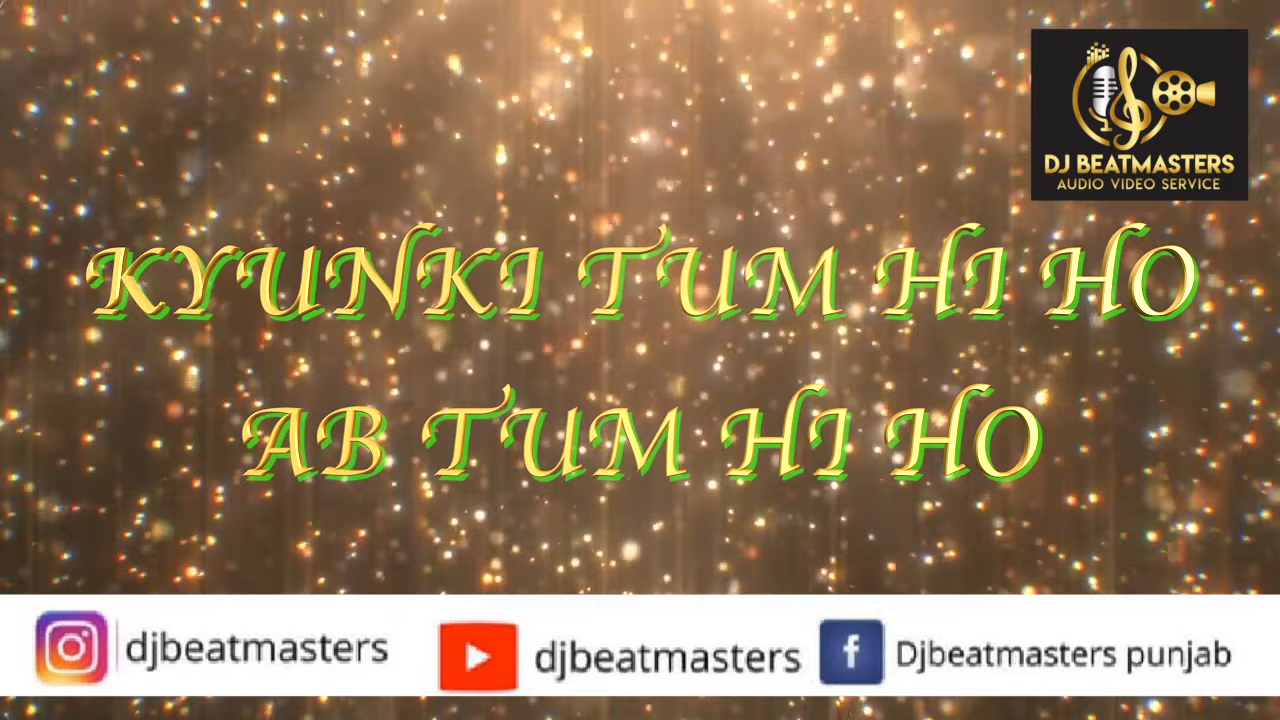 DJ BEATMASTERS
AUDIO VIDEO SERVICE
KYUNKI TUM HI HO
AB TUM HI HO
djbeatmasters
djbeatmasters
Djbeatmasters punjab